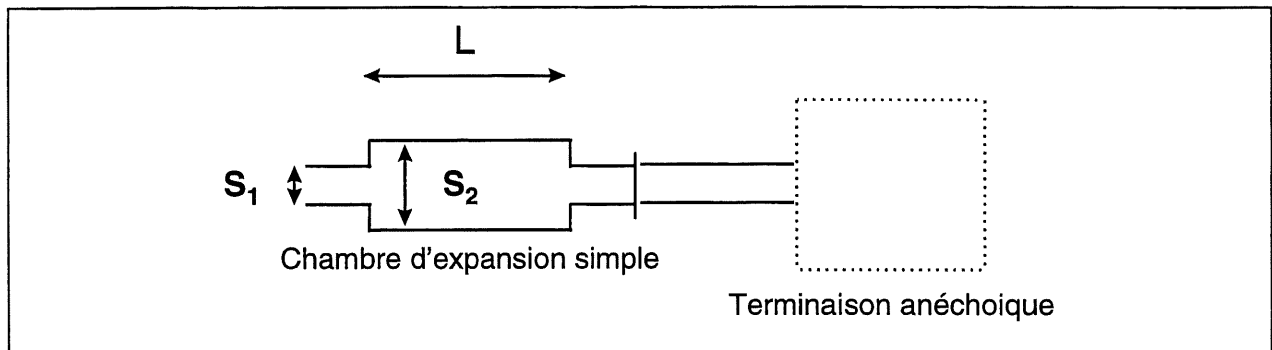 L
S₁
S₂
Chambre d'expansion simple
Terminaison anéchoique